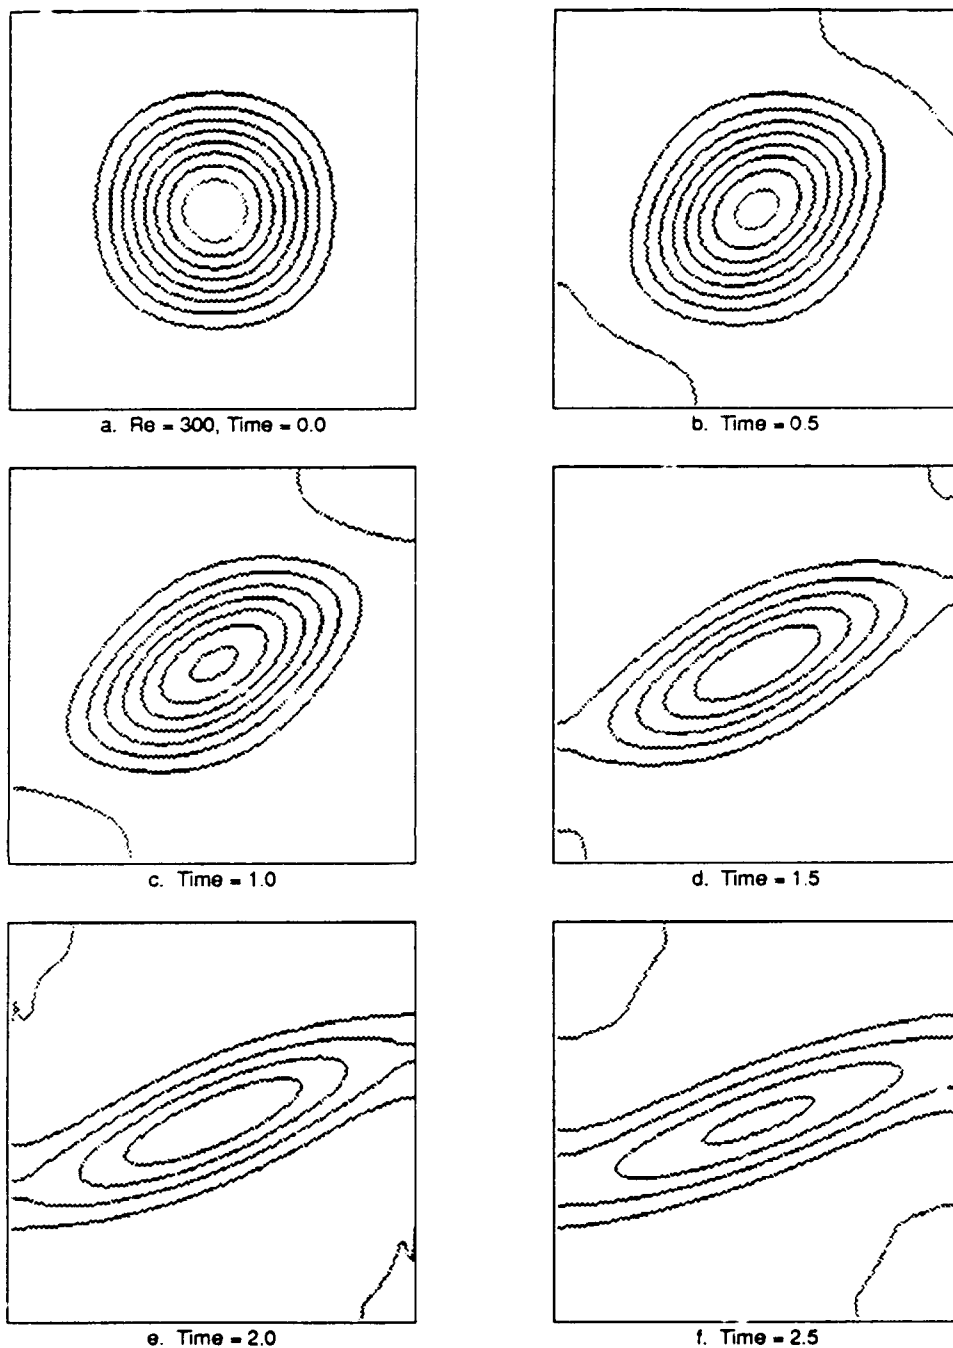 a. Re = 300, Time = 0.0
b. Time = 0.5
c. Time = 1.0
d. Time = 1.5
e. Time = 2.0
f. Time = 2.5